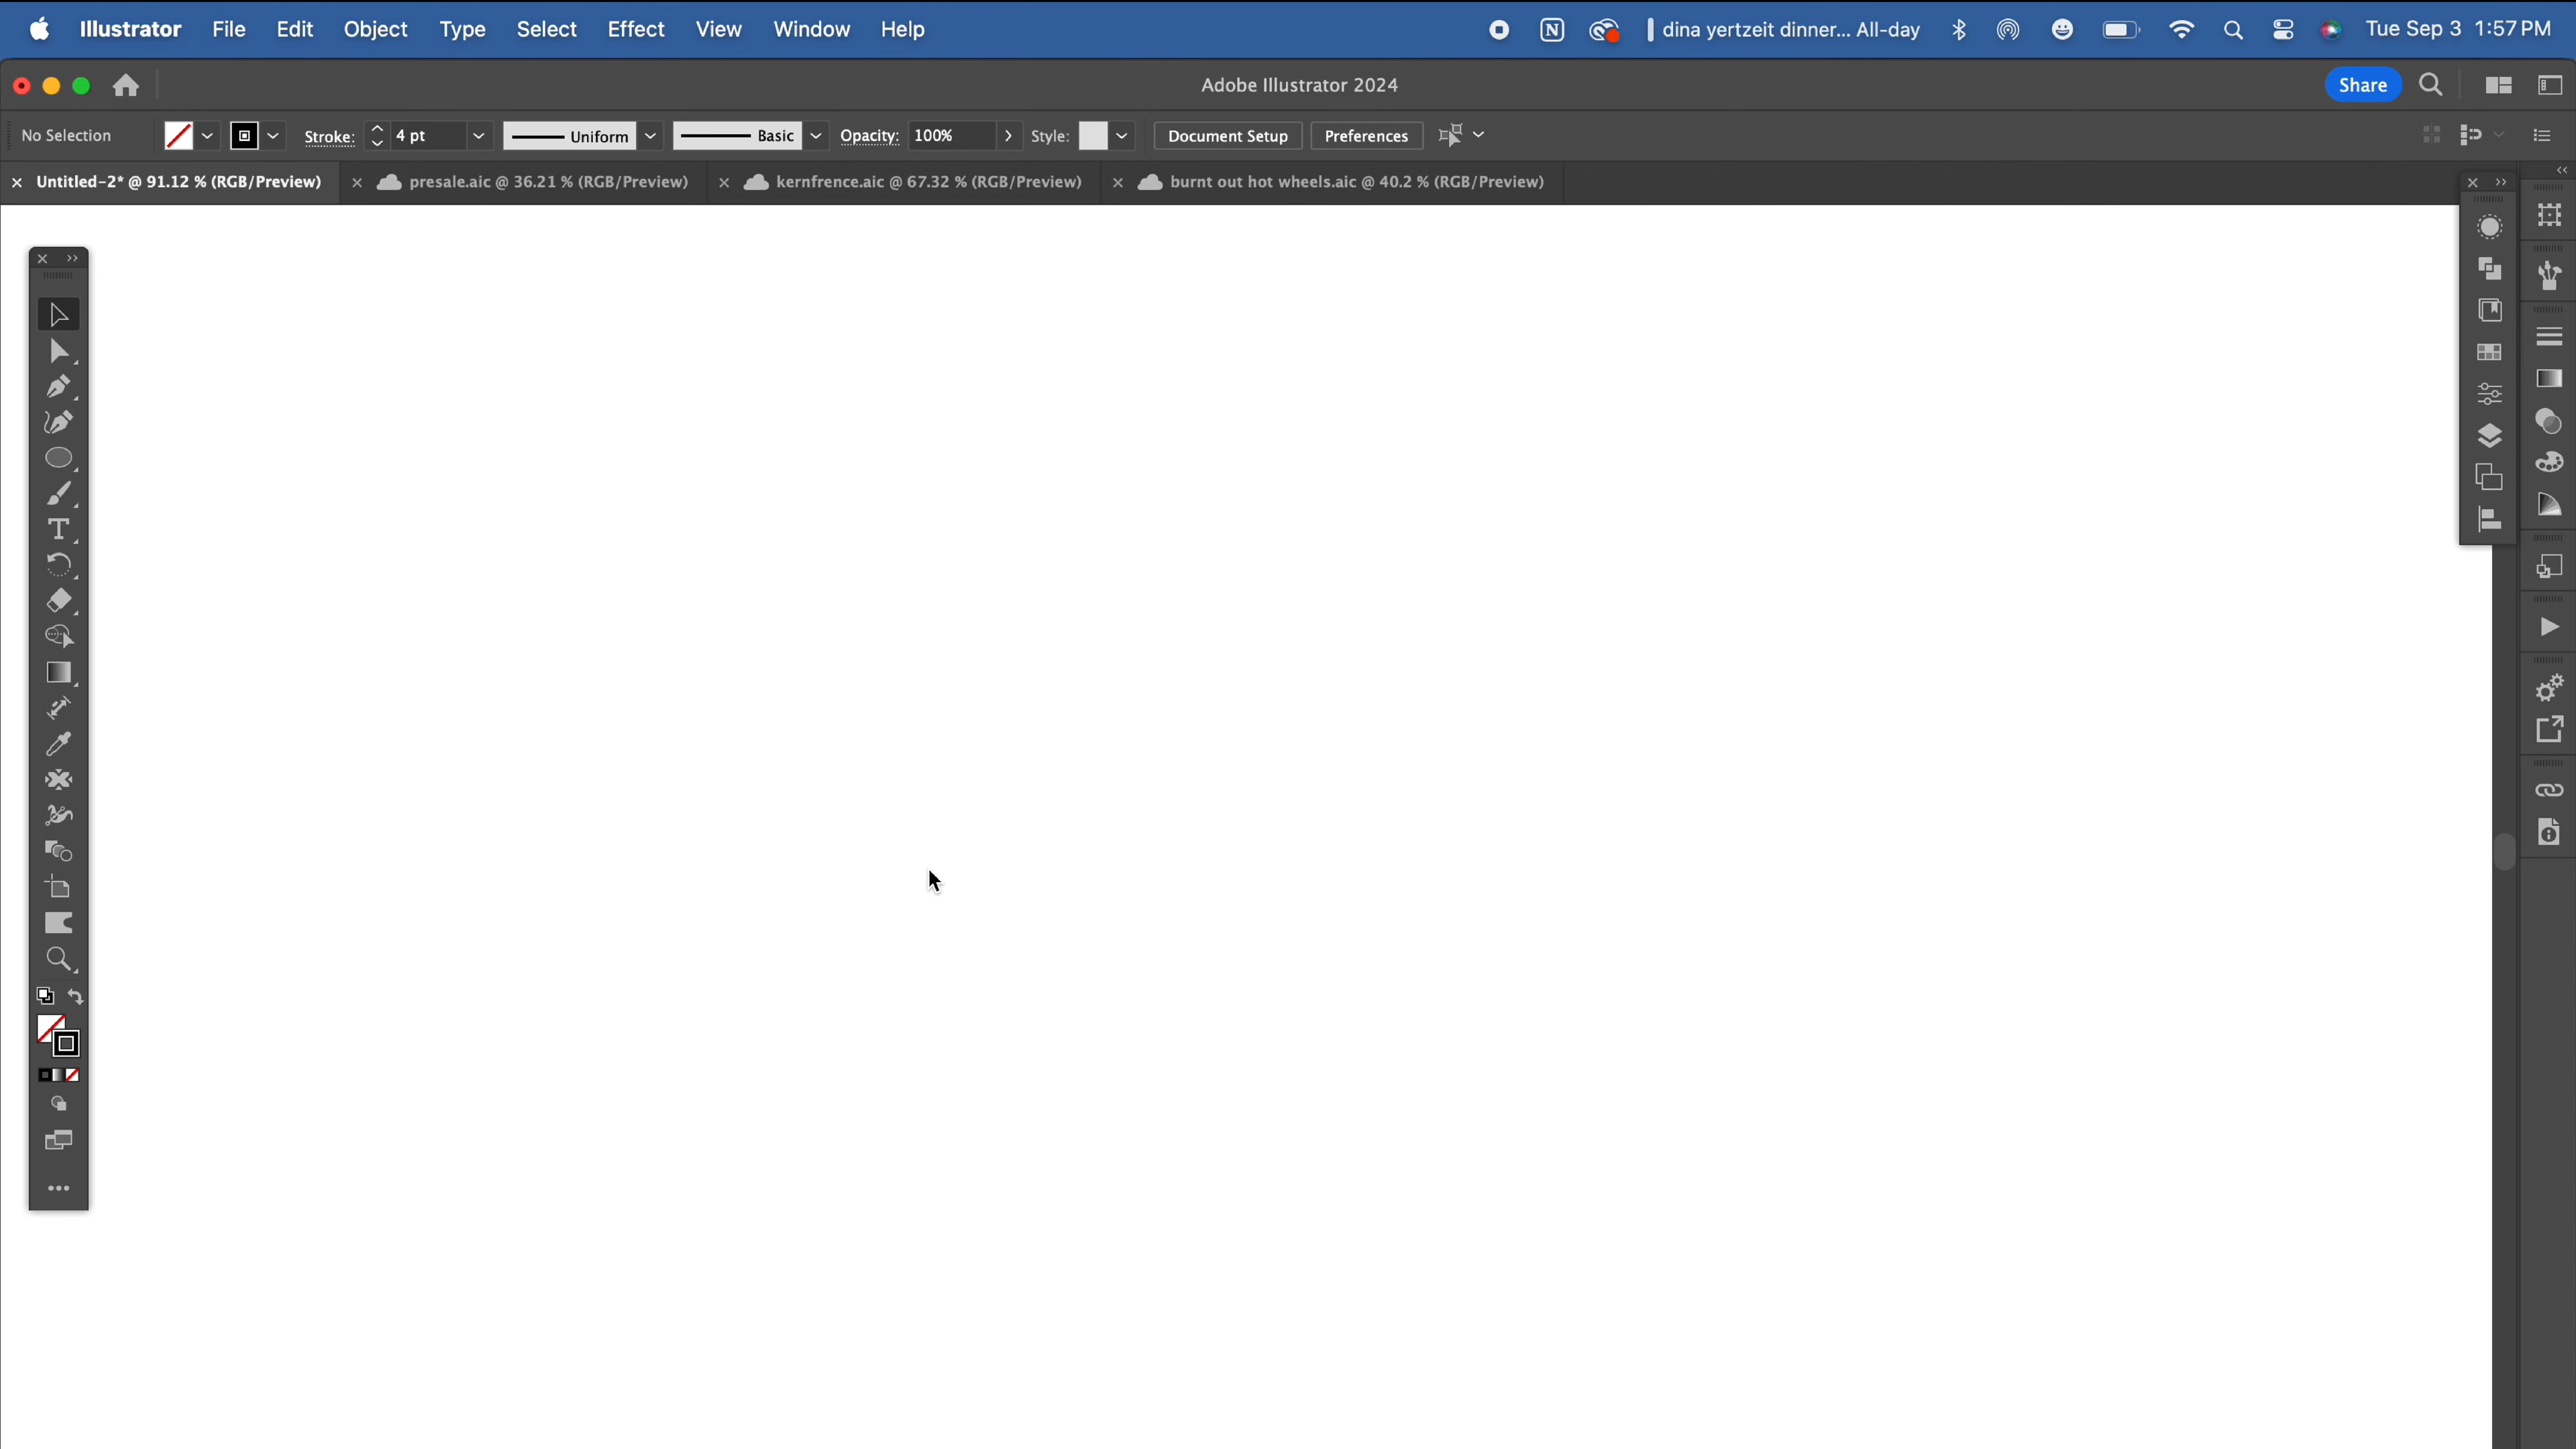 Illustrator File Edit Object Type Select Effect View Window Help dina yertzeit dinner... All-day Tue Sep 3 1:57 PM
Adobe Illustrator 2024 Share
No Selection Stroke: 4 pt Uniform Basic Opacity: 100% Style: Document Setup Preferences
Untitled-2* @ 91.12 % (RGB/Preview) presale.aic @ 36.21 % (RGB/Preview) kernfrence.aic @ 67.32 % (RGB/Preview) burnt out hot wheels.aic @ 40.2 % (RGB/Preview)